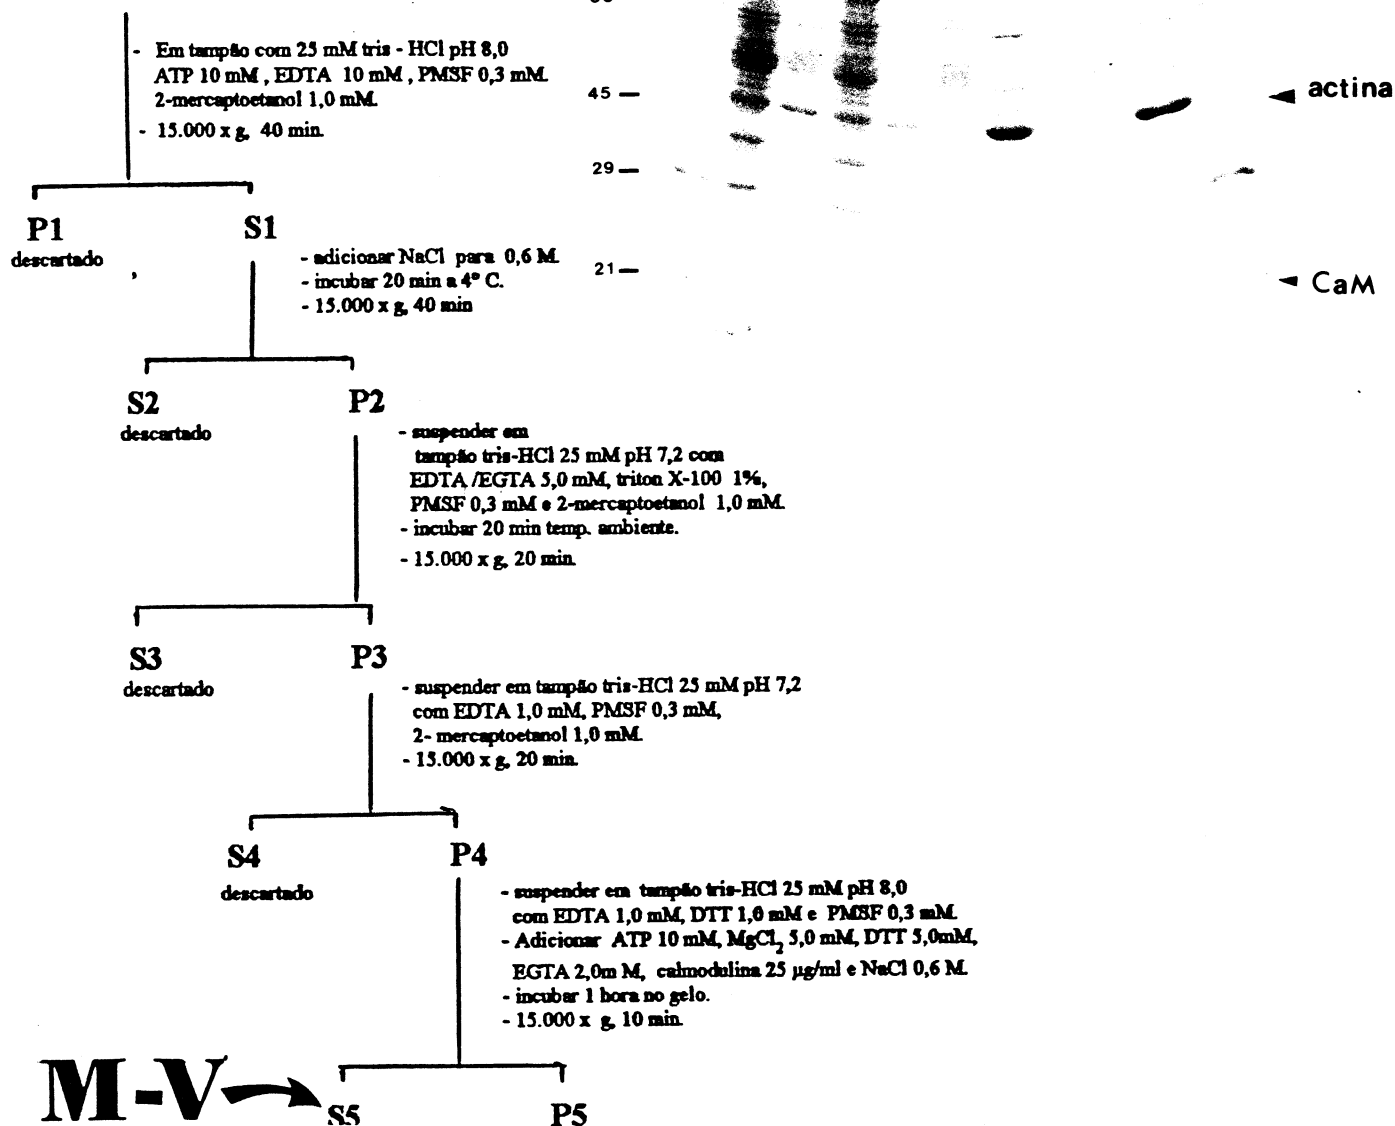 - Em tampão com 25 mM tris - HCl pH 8,0
ATP 10 mM , EDTA 10 mM , PMSF 0,3 mM.
2-mercaptoetanol 1,0 mM.
- 15.000 x g, 40 min.
P1
descartado
S1
- adicionar NaCl para 0,6 M.
- incubar 20 min a 4º C.
- 15.000 x g, 40 min
S2
descartado
P2
- suspender em
tampão tris-HCl 25 mM pH 7,2 com
EDTA /EGTA 5,0 mM, triton X-100 1%,
PMSF 0,3 mM e 2-mercaptoetanol 1,0 mM.
- incubar 20 min temp. ambiente.
- 15.000 x g, 20 min.
S3
descartado
P3
- suspender em tampão tris-HCl 25 mM pH 7,2
com EDTA 1,0 mM, PMSF 0,3 mM,
2- mercaptoetanol 1,0 mM.
- 15.000 x g, 20 min.
S4
descartado
P4
- suspender em tampão tris-HCl 25 mM pH 8,0
com EDTA 1,0 mM, DTT 1,0 mM e PMSF 0,3 mM.
- Adicionar ATP 10 mM, MgCl2 5,0 mM, DTT 5,0mM,
EGTA 2,0m M, calmodulina 25 µg/ml e NaCl 0,6 M.
- incubar 1 hora no gelo.
- 15.000 x g, 10 min.
M-V
S5
P5
45
29
21
actina
CaM